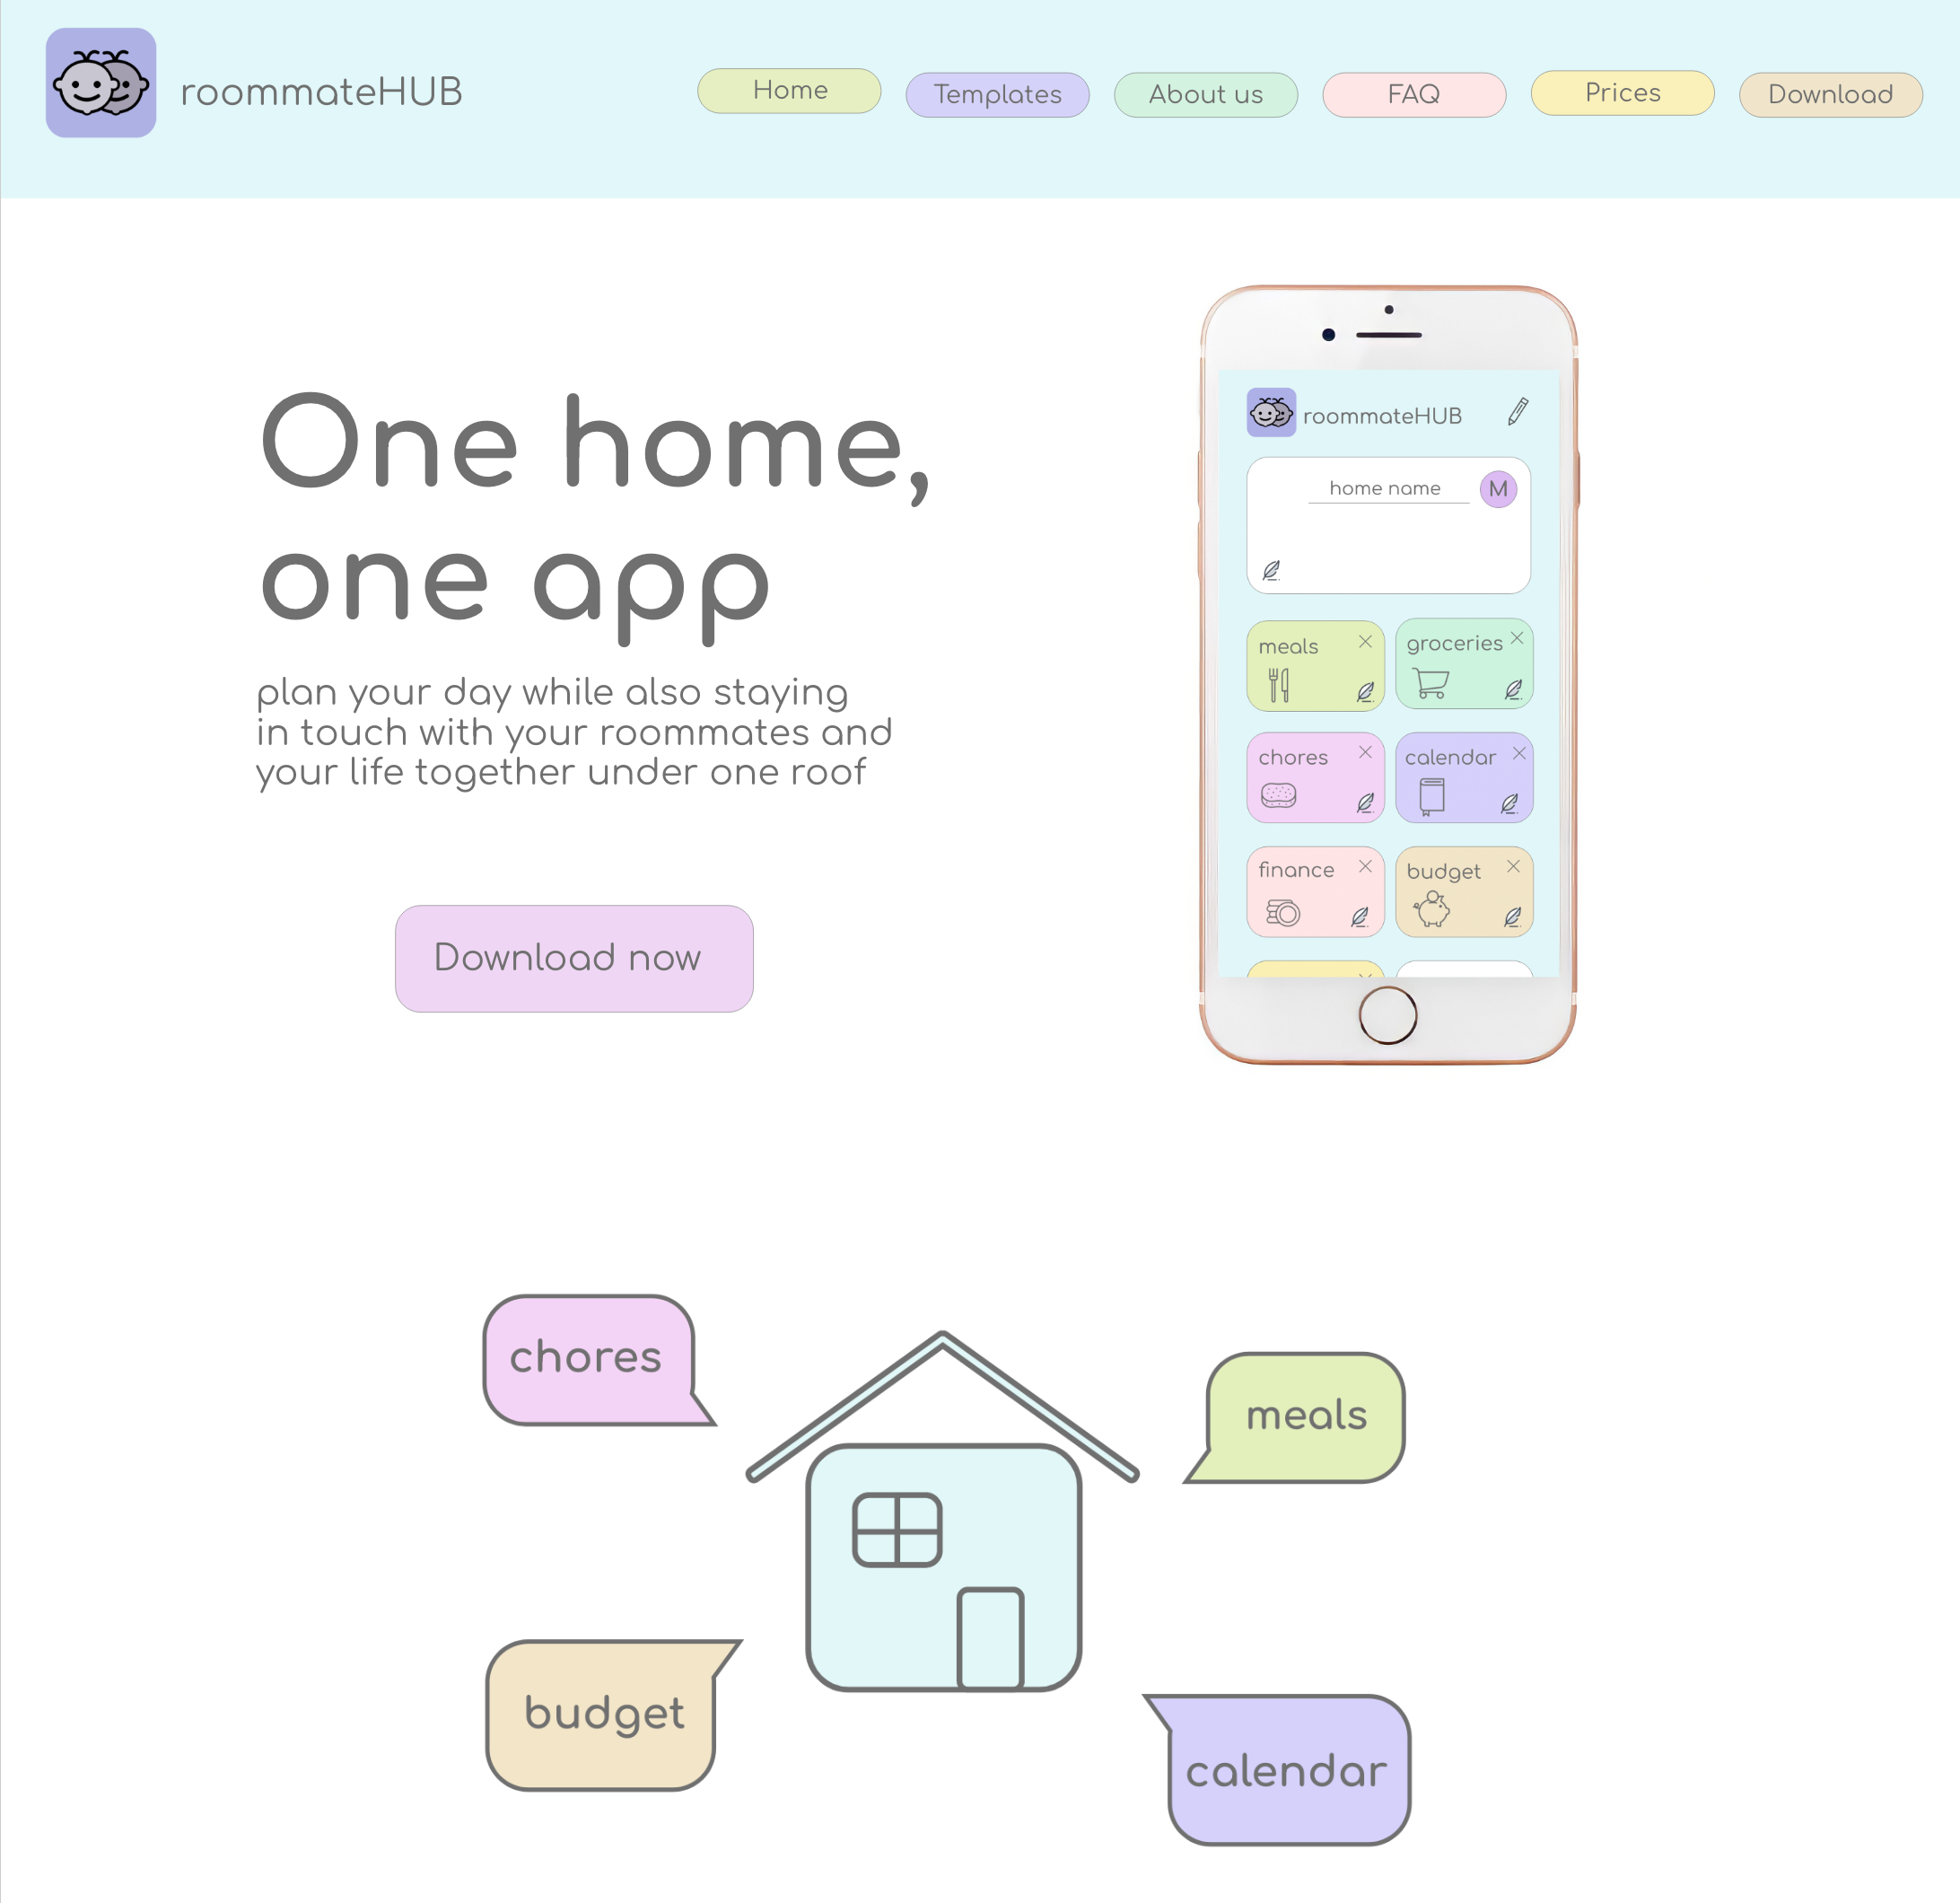 roommateHUB
Home
Templates
About us
FAQ
Prices
Download
One home,
one app
plan your day while also staying
in touch with your roommates and
your life together under one roof
Download now
roommateHUB
home name
M
meals
groceries
chores
calendar
finance
budget
chores
meals
budget
calendar